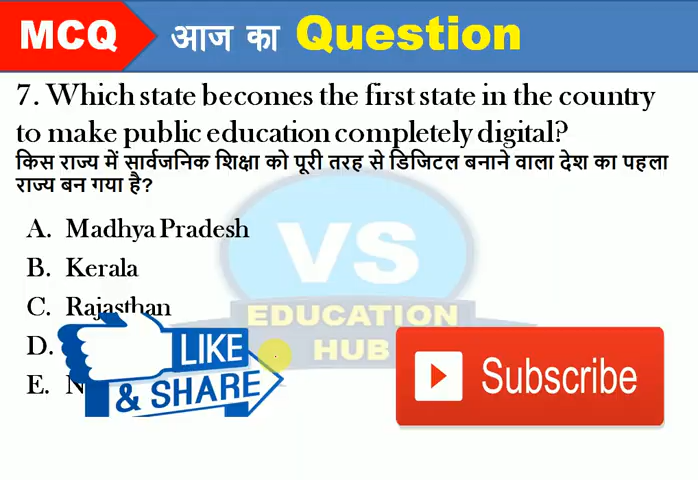 MCQ आज का Question
7. Which state becomes the first state in the country
to make public education completely digital?
किस राज्य में सार्वजनिक शिक्षा को पूरी तरह से डिजिटल बनाने वाला देश का पहला
राज्य बन गया है?
A. Madhya Pradesh
B. Kerala
C. Rajasthan
D.
E.
VS
EDUCATION
HUB
LIKE
& SHARE
Subscribe